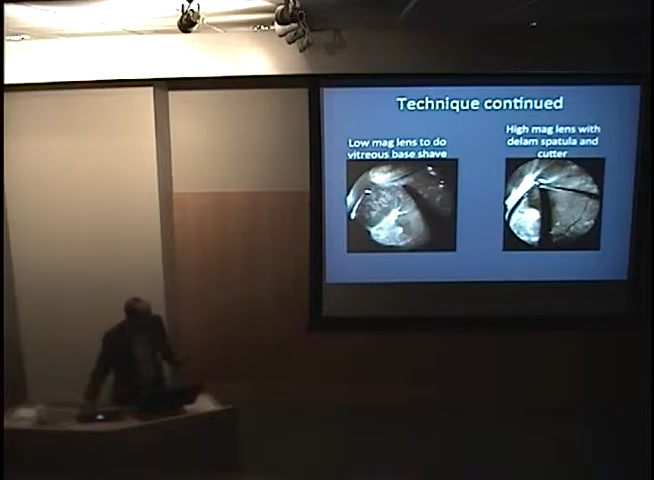 Technique continued
Low mag lens to do
vitreous base shave
High mag lens with
delam spatula and
cutter